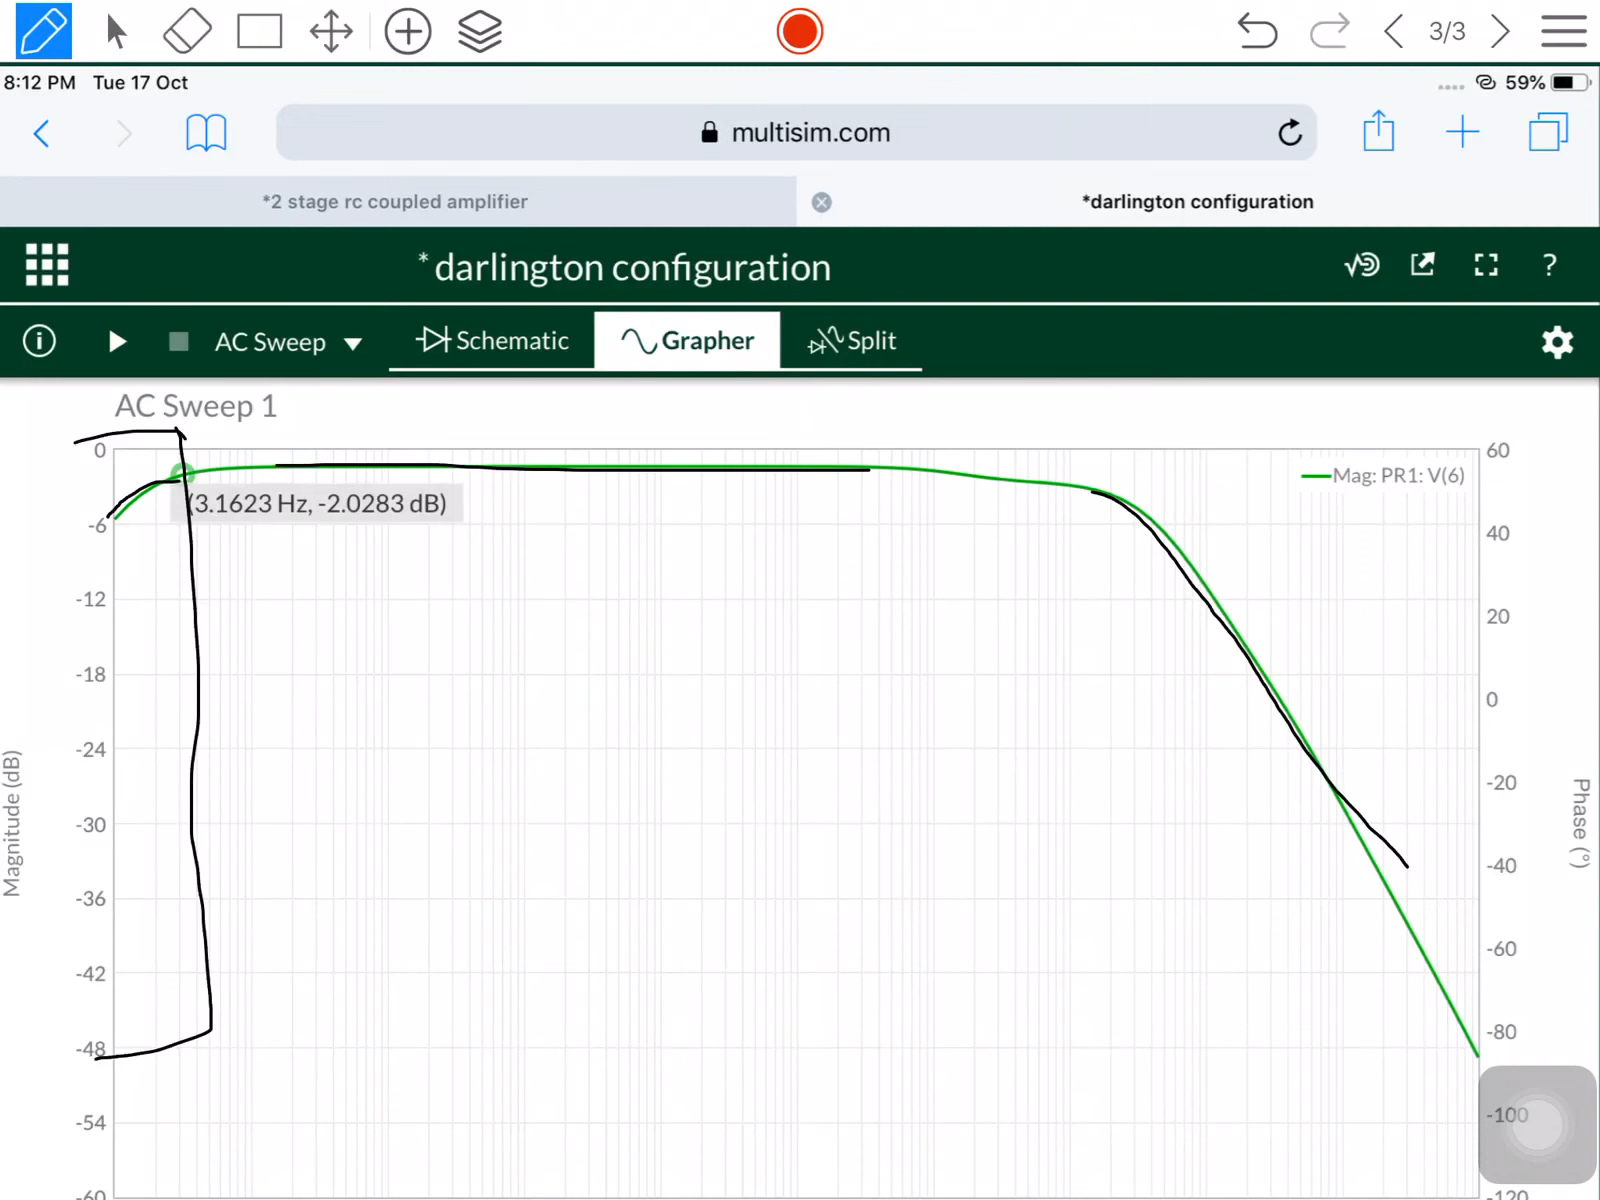 3/3
8:12 PM Tue 17 Oct
59%
multisim.com
*2 stage rc coupled amplifier
*darlington configuration
*darlington configuration
?
AC Sweep
Schematic
Grapher
Split
AC Sweep 1
0
-6
-12
-18
-24
-30
-36
-42
-48
-54
-60
Magnitude (dB)
(3.1623 Hz, -2.0283 dB)
Mag: PR1: V(6)
60
40
20
0
-20
-40
-60
-80
-100
-120
Phase (°)